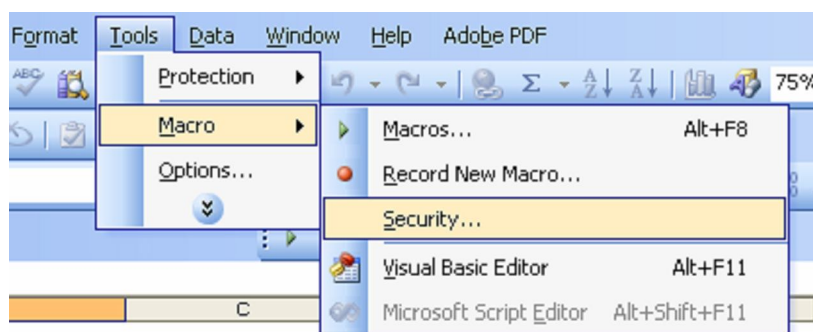 Format Tools Data Window Help Adobe PDF
ABC Σ A Z Z A 75%
Protection
Macro
Options...
Macros... Alt+F8
Record New Macro...
Security...
Visual Basic Editor Alt+F11
Microsoft Script Editor Alt+Shift+F11
C